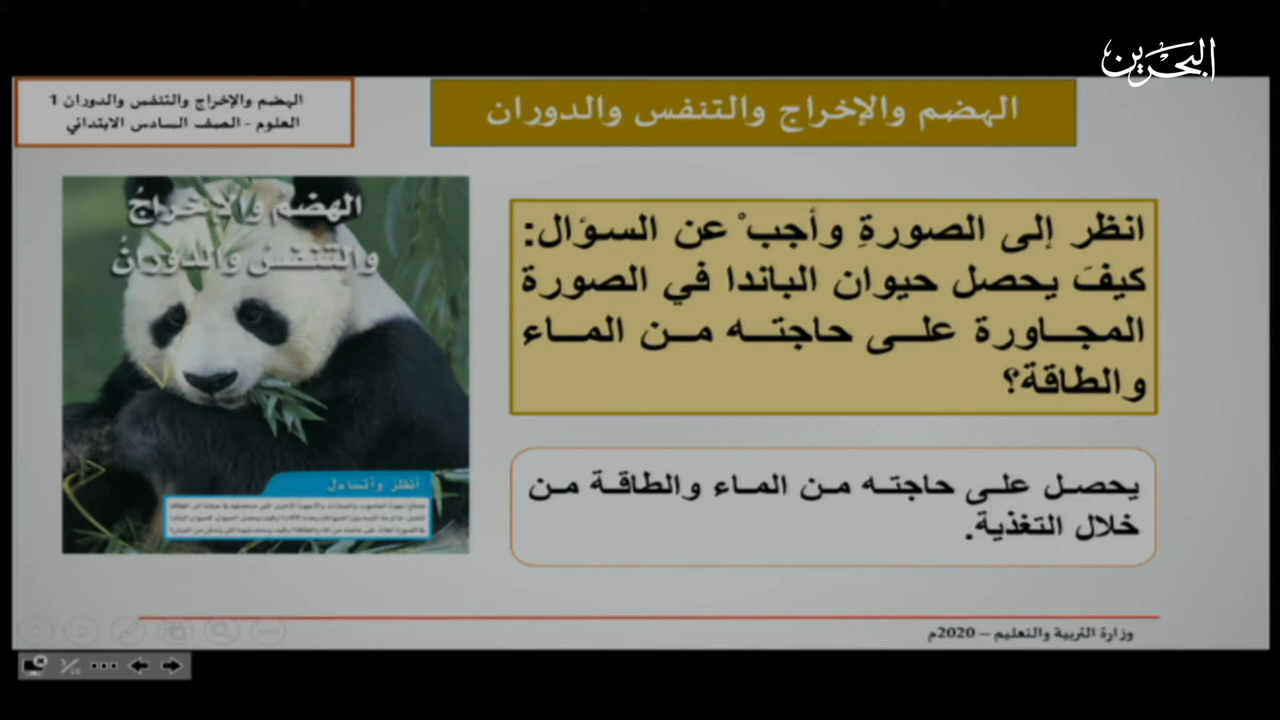 البحرين
الهضم والإخراج والتنفس والدوران
الهضم والإخراج والتنفس والدوران 1
العلوم - الصف السادس الابتدائي
انظر إلى الصورةِ وأجبْ عن السؤال:
كيفَ يحصل حيوان الباندا في الصورة
المجاورة على حاجته من الماء
والطاقة؟
يحصل على حاجته من الماء والطاقة من
خلال التغذية.
الهضمُ والإخراجُ
والتنفسُ والدورانُ
أنظر وأتساءل
وزارة التربية والتعليم – 2020م